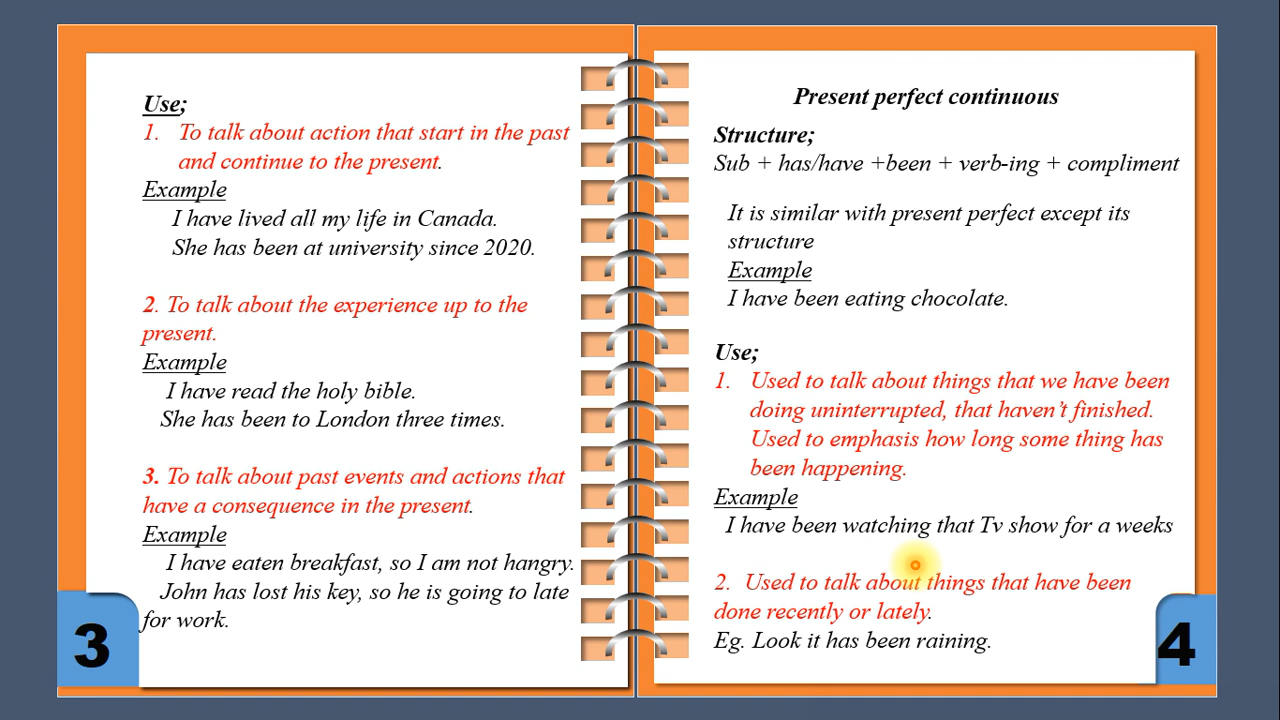 Use;
1. To talk about action that start in the past
and continue to the present.
Example
I have lived all my life in Canada.
She has been at university since 2020.
2. To talk about the experience up to the
present.
Example
I have read the holy bible.
She has been to London three times.
3. To talk about past events and actions that
have a consequence in the present.
Example
I have eaten breakfast, so I am not hangry.
John has lost his key, so he is going to late
for work.
3
Present perfect continuous
Structure;
Sub + has/have +been + verb-ing + compliment
It is similar with present perfect except its
structure
Example
I have been eating chocolate.
Use;
1. Used to talk about things that we have been
doing uninterrupted, that haven’t finished.
Used to emphasis how long some thing has
been happening.
Example
I have been watching that Tv show for a weeks
2. Used to talk about things that have been
done recently or lately.
Eg. Look it has been raining.
4